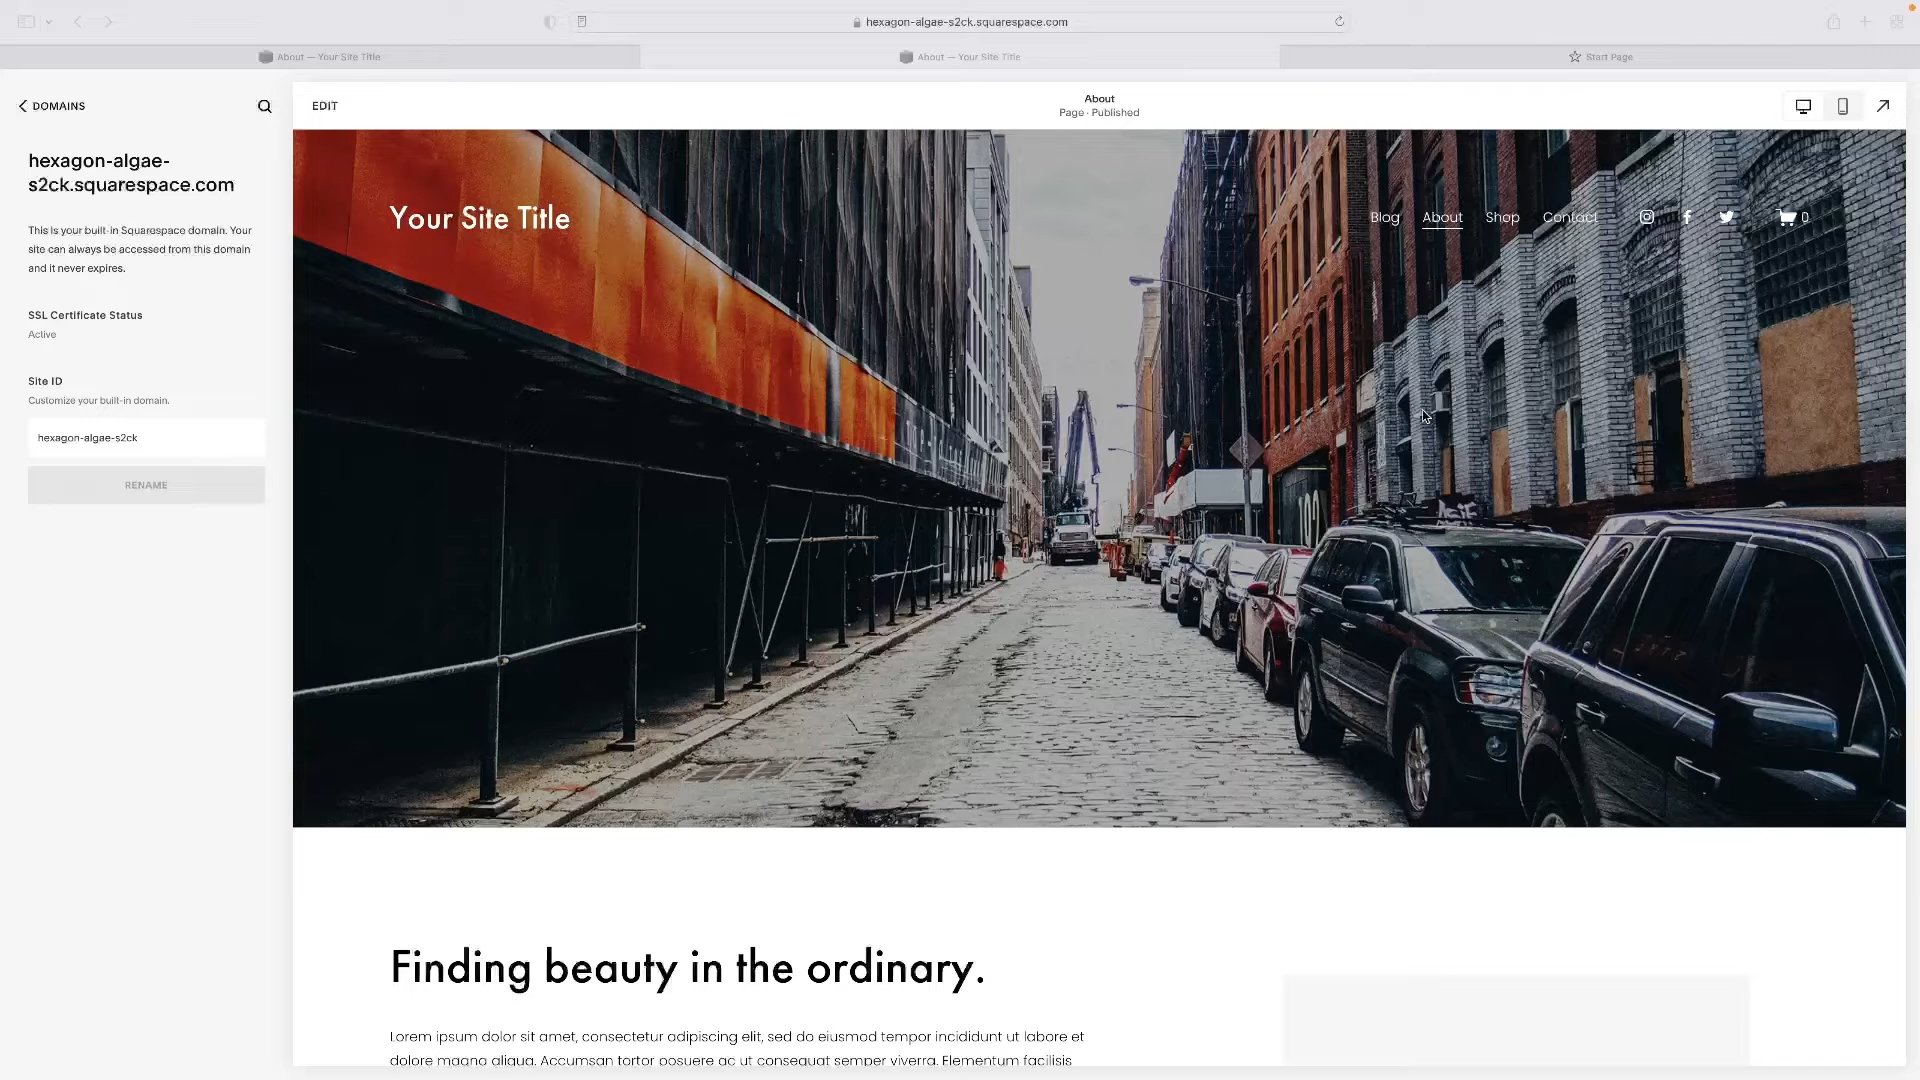 hexagon-algae-s2ck.squarespace.com
About — Your Site Title
About — Your Site Title
Start Page
DOMAINS
hexagon-algae-
s2ck.squarespace.com
This is your built-in Squarespace domain. Your
site can always be accessed from this domain
and it never expires.
SSL Certificate Status
Active
Site ID
Customize your built-in domain.
hexagon-algae-s2ck
RENAME
EDIT
About
Page · Published
Your Site Title
Blog About Shop Contact 0
Finding beauty in the ordinary.
Lorem ipsum dolor sit amet, consectetur adipiscing elit, sed do eiusmod tempor incididunt ut labore et
dolore magna aliqua. Accumsan tortor posuere ac ut consequat semper viverra. Elementum facilisis